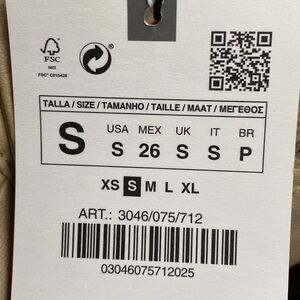 FSC
MIX
FSC® C015428
TALLA / SIZE / TAMANHO / TAILLE / MAAT / ΜΕΓΕΘΟΣ
S
USA MEX UK IT BR
S 26 S S P
XS S M L XL
ART.: 3046/075/712
03046075712025